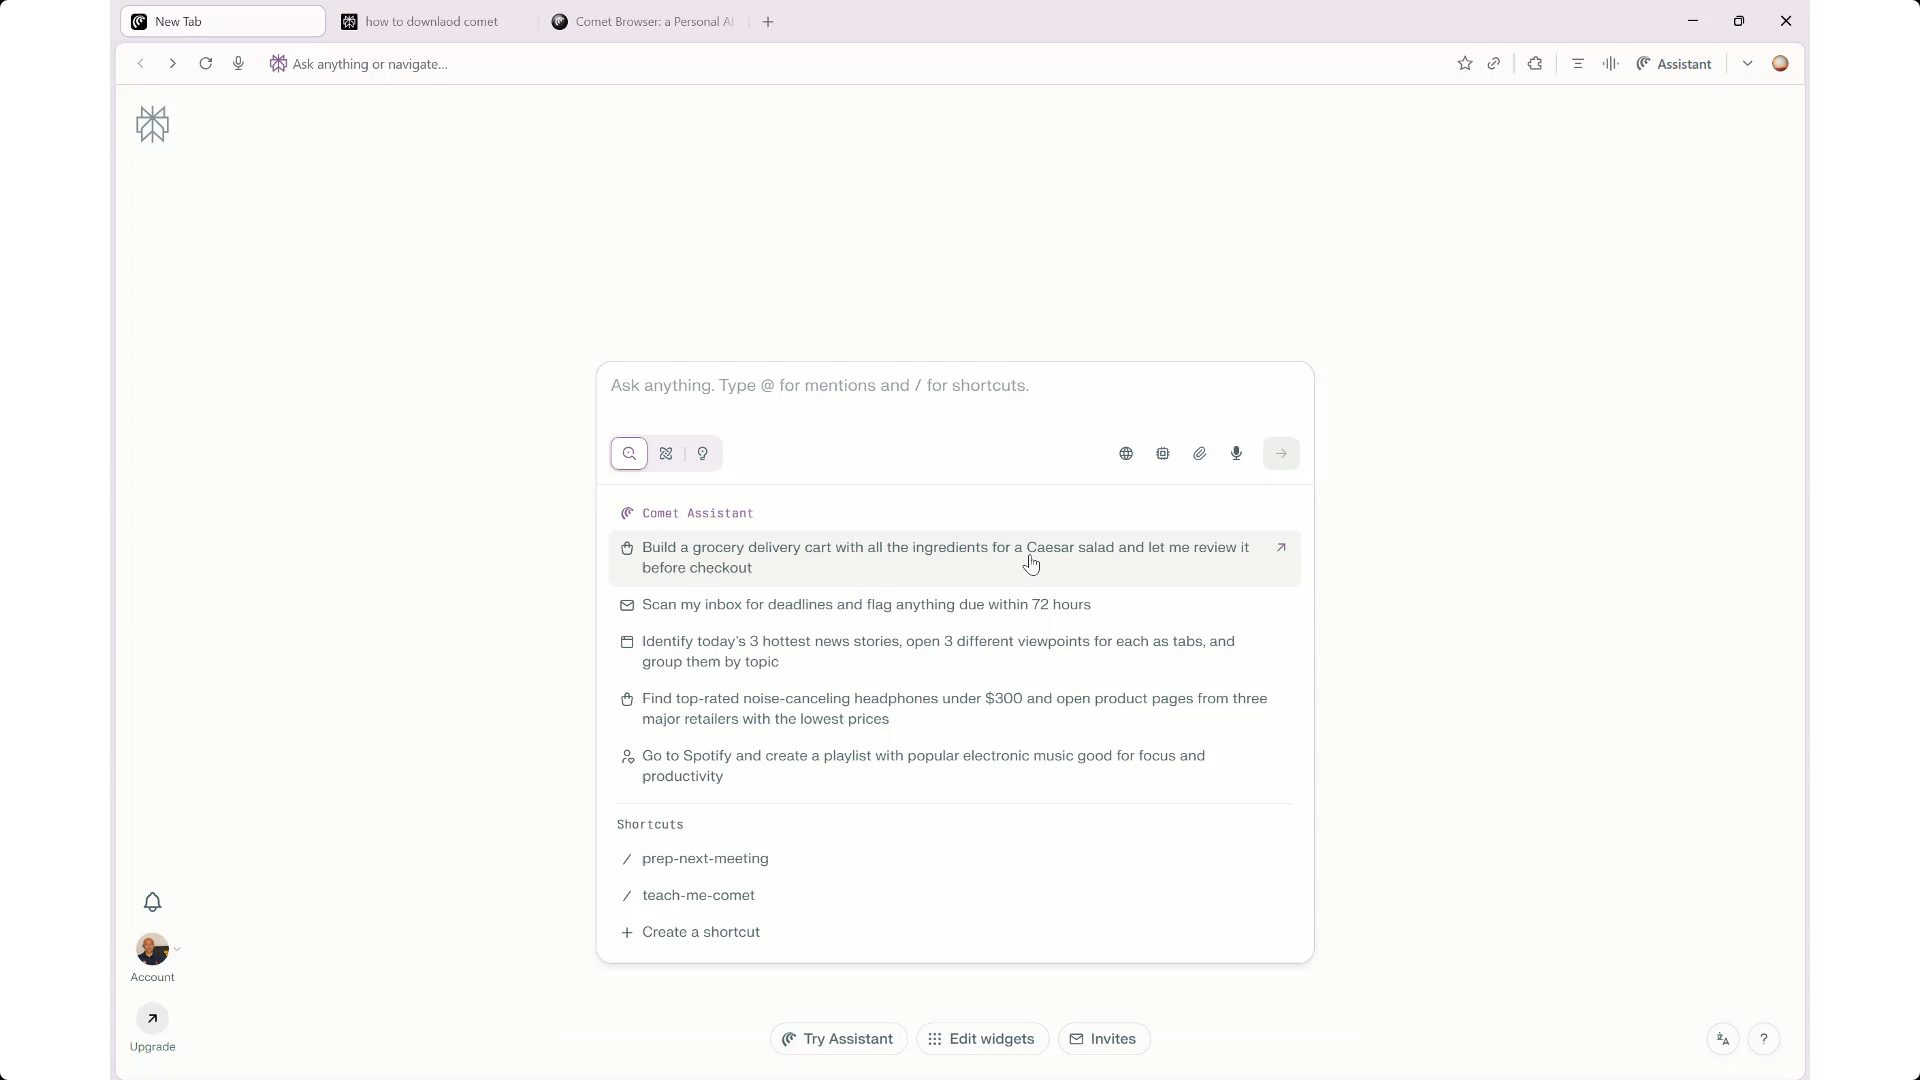 New Tab
how to downlaod comet
Comet Browser: a Personal AI
Ask anything or navigate...
Assistant
Ask anything. Type @ for mentions and / for shortcuts.
Comet Assistant
Build a grocery delivery cart with all the ingredients for a Caesar salad and let me review it
before checkout
Scan my inbox for deadlines and flag anything due within 72 hours
Identify today's 3 hottest news stories, open 3 different viewpoints for each as tabs, and
group them by topic
Find top-rated noise-canceling headphones under $300 and open product pages from three
major retailers with the lowest prices
Go to Spotify and create a playlist with popular electronic music good for focus and
productivity
Shortcuts
/ prep-next-meeting
/ teach-me-comet
+ Create a shortcut
Account
Upgrade
Try Assistant
Edit widgets
Invites
?